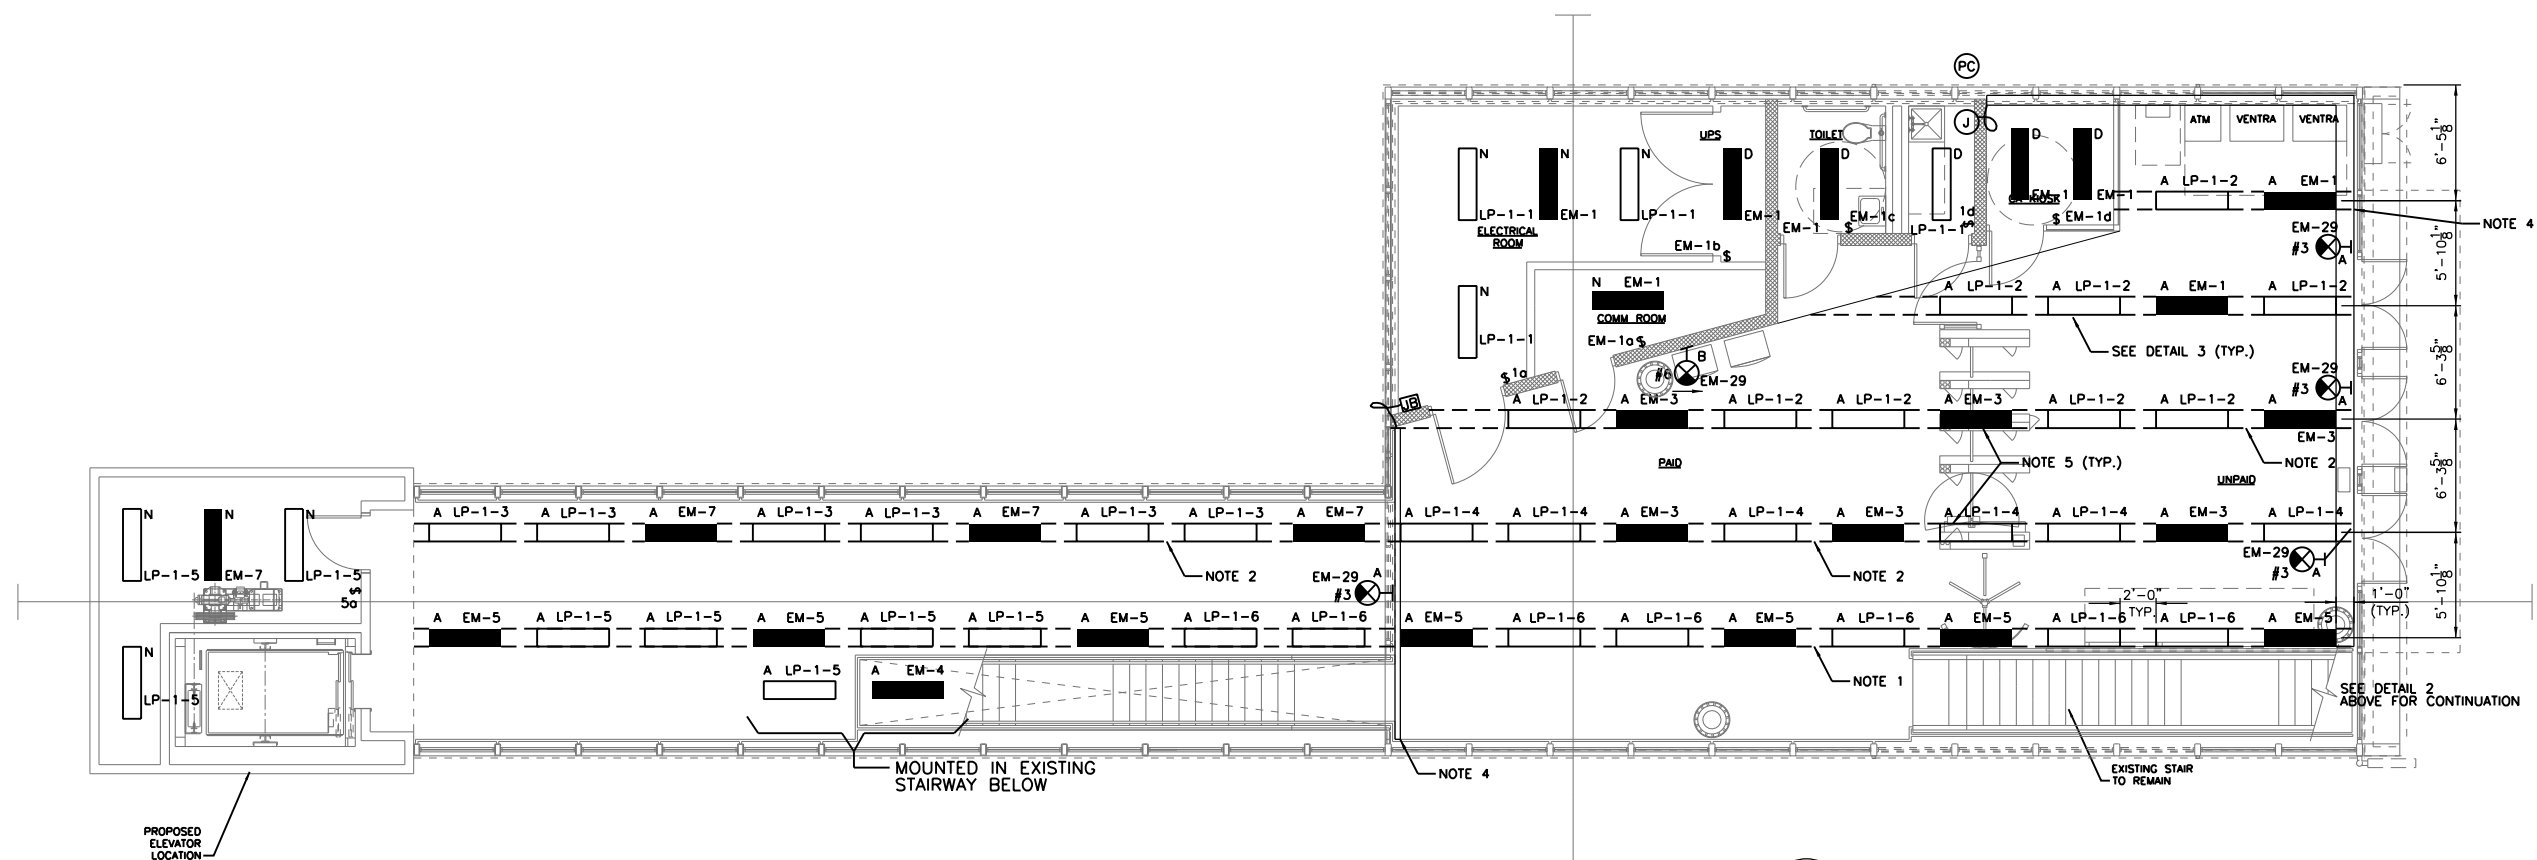 PC
J
ATM VENTRA VENTRA
UPS
TOILET
N N N D D D D D
A LP-1-2 A EM-1
LP-1-1 EM-1 LP-1-1 EM-1 EM-1c 1d EM-1 EM-1
ELECTRICAL
ROOM
EM-1b $
EM-1 $
LP-1-1 $
$ EM-1d
EM-29
#3
A
NOTE 4
6'-5 1/8"
5'-10 1/8"
6'-3 5/8"
6'-3 5/8"
5'-10 1/8"
N
LP-1-1
N EM-1
COMM ROOM
EM-1a $
$ 1a
A LP-1-2 A LP-1-2 A EM-1 A LP-1-2
SEE DETAIL 3 (TYP.)
B
#6
EM-29
EM-29
#3
A
JB
A LP-1-2 A EM-3 A LP-1-2 A LP-1-2 A EM-3 A LP-1-2 A LP-1-2 A
EM-3
PAID
NOTE 5 (TYP.)
NOTE 2
UNPAID
N N N
A LP-1-3 A LP-1-3 A EM-7 A LP-1-3 A LP-1-3 A EM-7 A LP-1-3 A LP-1-3 A EM-7 A LP-1-4 A LP-1-4 A EM-3 A LP-1-4 A EM-3 A LP-1-4 A LP-1-4 A EM-3 A LP-1-4
LP-1-5 EM-7 LP-1-5
$
5a
NOTE 2
NOTE 2
EM-29 A
#3
EM-29
#3 A
2'-0"
TYP.
1'-0"
(TYP.)
A EM-5 A LP-1-5 A LP-1-5 A EM-5 A LP-1-5 A LP-1-5 A EM-5 A LP-1-6 A LP-1-6 A EM-5 A LP-1-6 A LP-1-6 A EM-5 A LP-1-6 A EM-5 A LP-1-6 A LP-1-6 A EM-5
N
LP-1-5
A LP-1-5 A EM-4
NOTE 1
SEE DETAIL 2
ABOVE FOR CONTINUATION
MOUNTED IN EXISTING
STAIRWAY BELOW
NOTE 4
EXISTING STAIR
TO REMAIN
PROPOSED
ELEVATOR
LOCATION